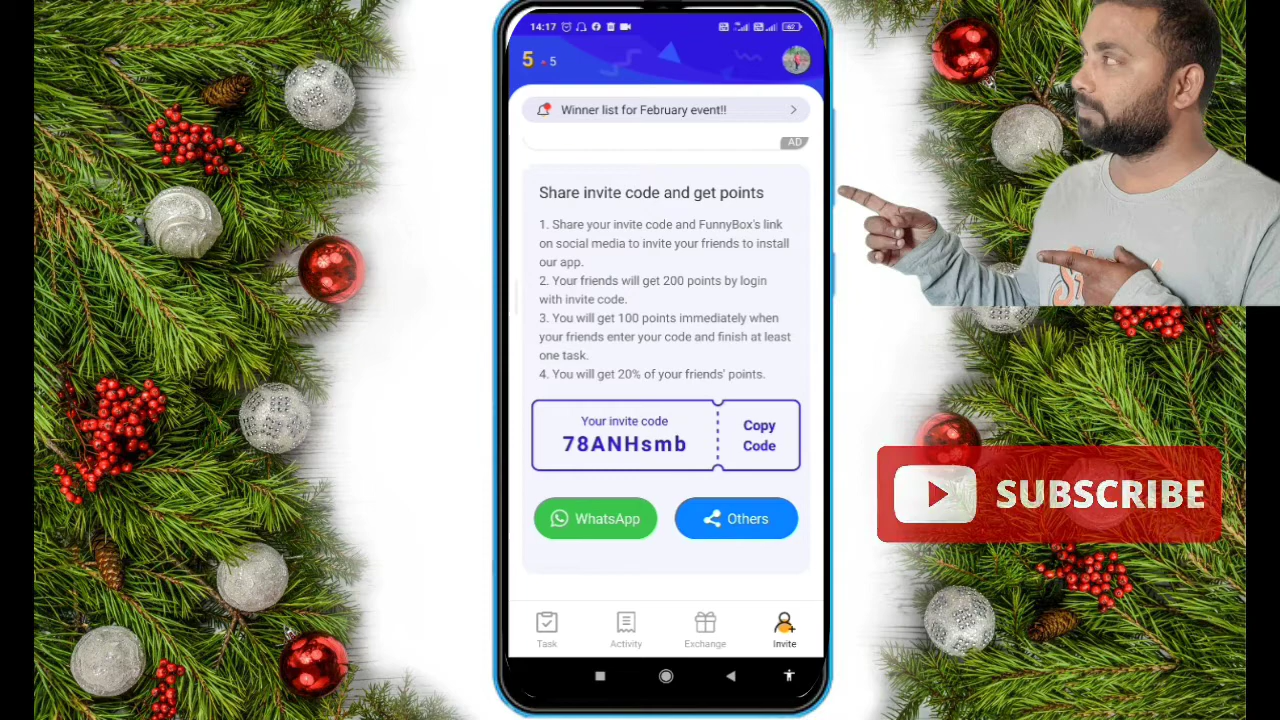 14:17
62
5 5
Winner list for February event!!
AD
Share invite code and get points
1. Share your invite code and FunnyBox's link
on social media to invite your friends to install
our app.
2. Your friends will get 200 points by login
with invite code.
3. You will get 100 points immediately when
your friends enter your code and finish at least
one task.
4. You will get 20% of your friends' points.
Your invite code
78ANHsmb
Copy
Code
WhatsApp
Others
SUBSCRIBE
Task
Activity
Exchange
Invite